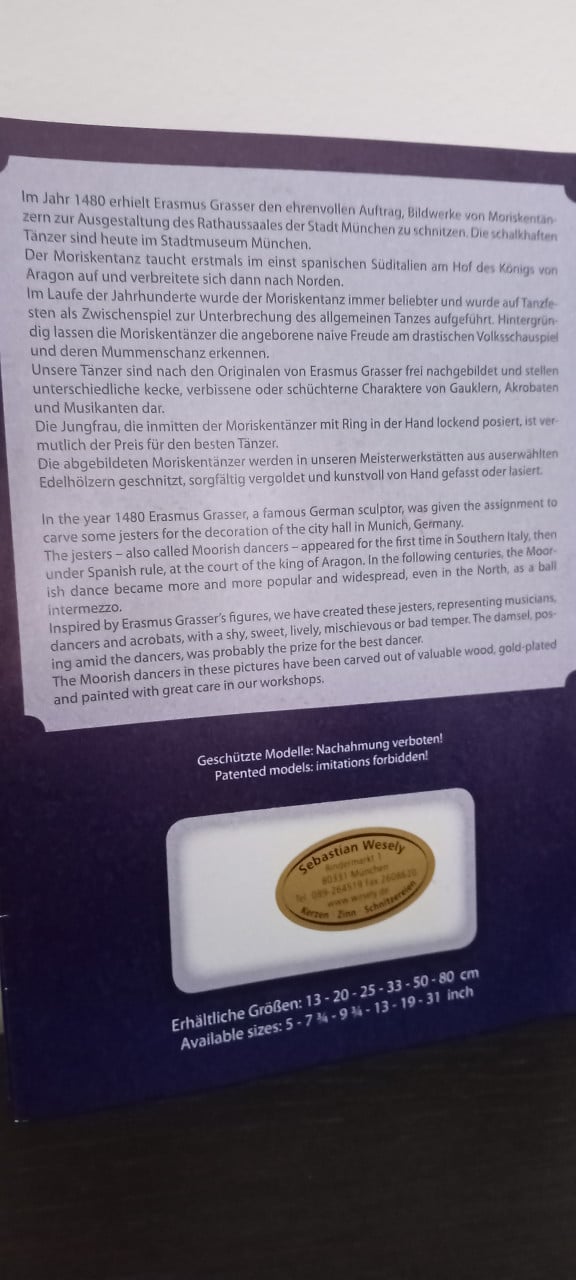 Im Jahr 1480 erhielt Erasmus Grasser den ehrenvollen Auftrag, Bildwerke von Moriskentän-
zern zur Ausgestaltung des Rathaussaales der Stadt München zu schnitzen. Die schalkhaften
Tänzer sind heute im Stadtmuseum München.
Der Moriskentanz taucht erstmals im einst spanischen Süditalien am Hof des Königs von
Aragon auf und verbreitete sich dann nach Norden.
Im Laufe der Jahrhunderte wurde der Moriskentanz immer beliebter und wurde auf Tanzfe-
sten als Zwischenspiel zur Unterbrechung des allgemeinen Tanzes aufgeführt. Hintergrün-
dig lassen die Moriskentänzer die angeborene naive Freude am drastischen Volksschauspiel
und deren Mummenschanz erkennen.
Unsere Tänzer sind nach den Originalen von Erasmus Grasser frei nachgebildet und stellen
unterschiedliche kecke, verbissene oder schüchterne Charaktere von Gauklern, Akrobaten
und Musikanten dar.
Die Jungfrau, die inmitten der Moriskentänzer mit Ring in der Hand lockend posiert, ist ver-
mutlich der Preis für den besten Tänzer.
Die abgebildeten Moriskentänzer werden in unseren Meisterwerkstätten aus auserwählten
Edelhölzern geschnitzt, sorgfältig vergoldet und kunstvoll von Hand gefasst oder lasiert.
In the year 1480 Erasmus Grasser, a famous German sculptor, was given the assignment to
carve some jesters for the decoration of the city hall in Munich, Germany.
The jesters – also called Moorish dancers – appeared for the first time in Southern Italy, then
under Spanish rule, at the court of the king of Aragon. In the following centuries, the Moor-
ish dance became more and more popular and widespread, even in the North, as a ball
intermezzo.
Inspired by Erasmus Grasser's figures, we have created these jesters, representing musicians,
dancers and acrobats, with a shy, sweet, lively, mischievous or bad temper. The damsel, pos-
ing amid the dancers, was probably the prize for the best dancer.
The Moorish dancers in these pictures have been carved out of valuable wood, gold-plated
and painted with great care in our workshops.
Geschützte Modelle: Nachahmung verboten!
Patented models: imitations forbidden!
Sebastian Wesely
Rindermarkt 1
80331 München
Tel. 089-264519 Fax 2608620
www.wesely.de
Kerzen Zinn Schnitzereien
Erhältliche Größen: 13 - 20 - 25 - 33 - 50 - 80 cm
Available sizes: 5 - 7 ¾ - 9 ¾ - 13 - 19 - 31 inch